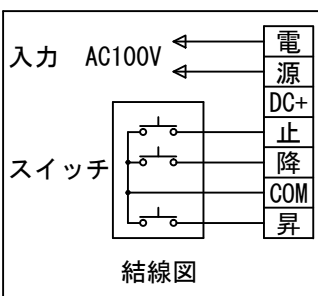 入力 AC100V
スイッチ
電
源
DC+
止
降
COM
昇
結線図